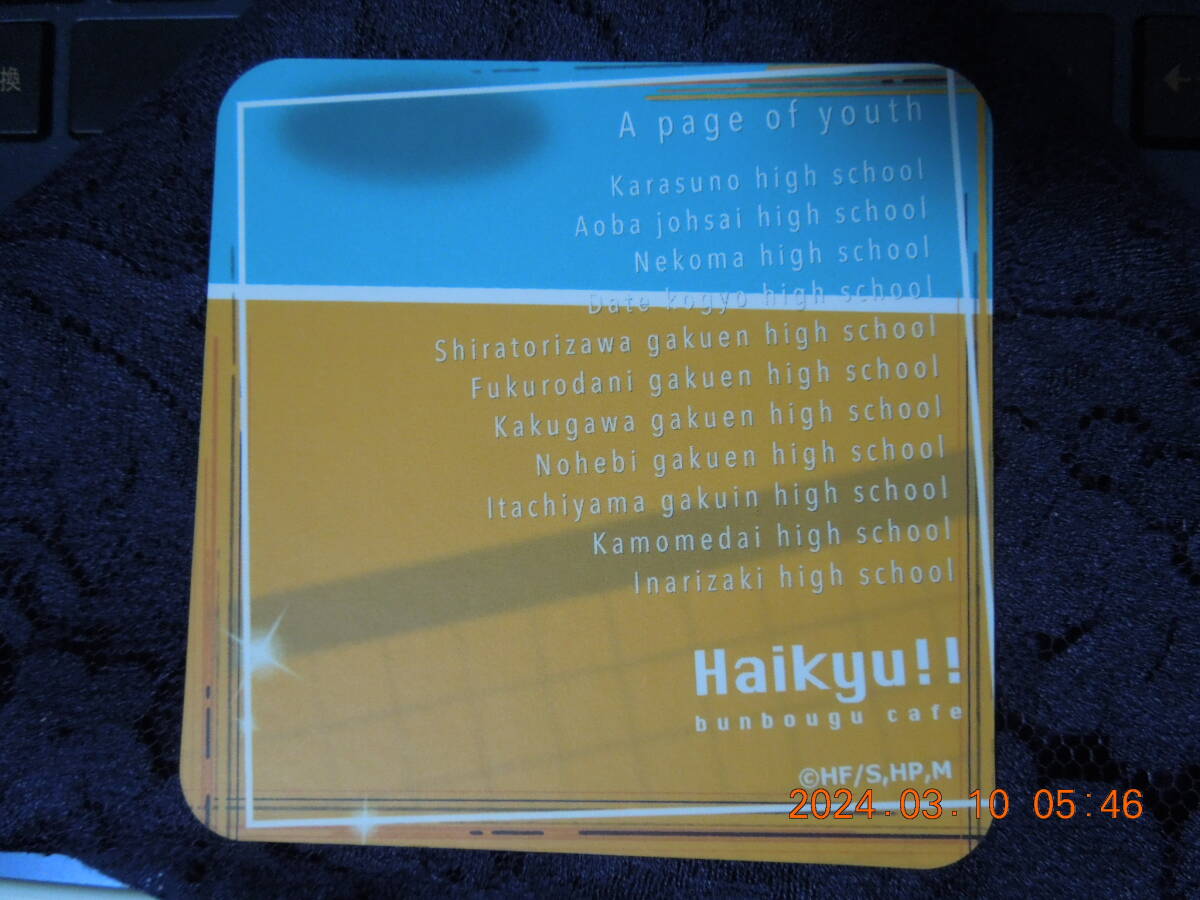 換
A page of youth
Karasuno high school
Aoba johsai high school
Nekoma high school
Date kogyo high school
Shiratorizawa gakuen high school
Fukurodani gakuen high school
Kakugawa gakuen high school
Nohebi gakuen high school
Itachiyama gakuin high school
Kamomedai high school
Inarizaki high school
Haikyu!!
bunbougu cafe
©HF/S,HP,M
2024.03.10 05:46